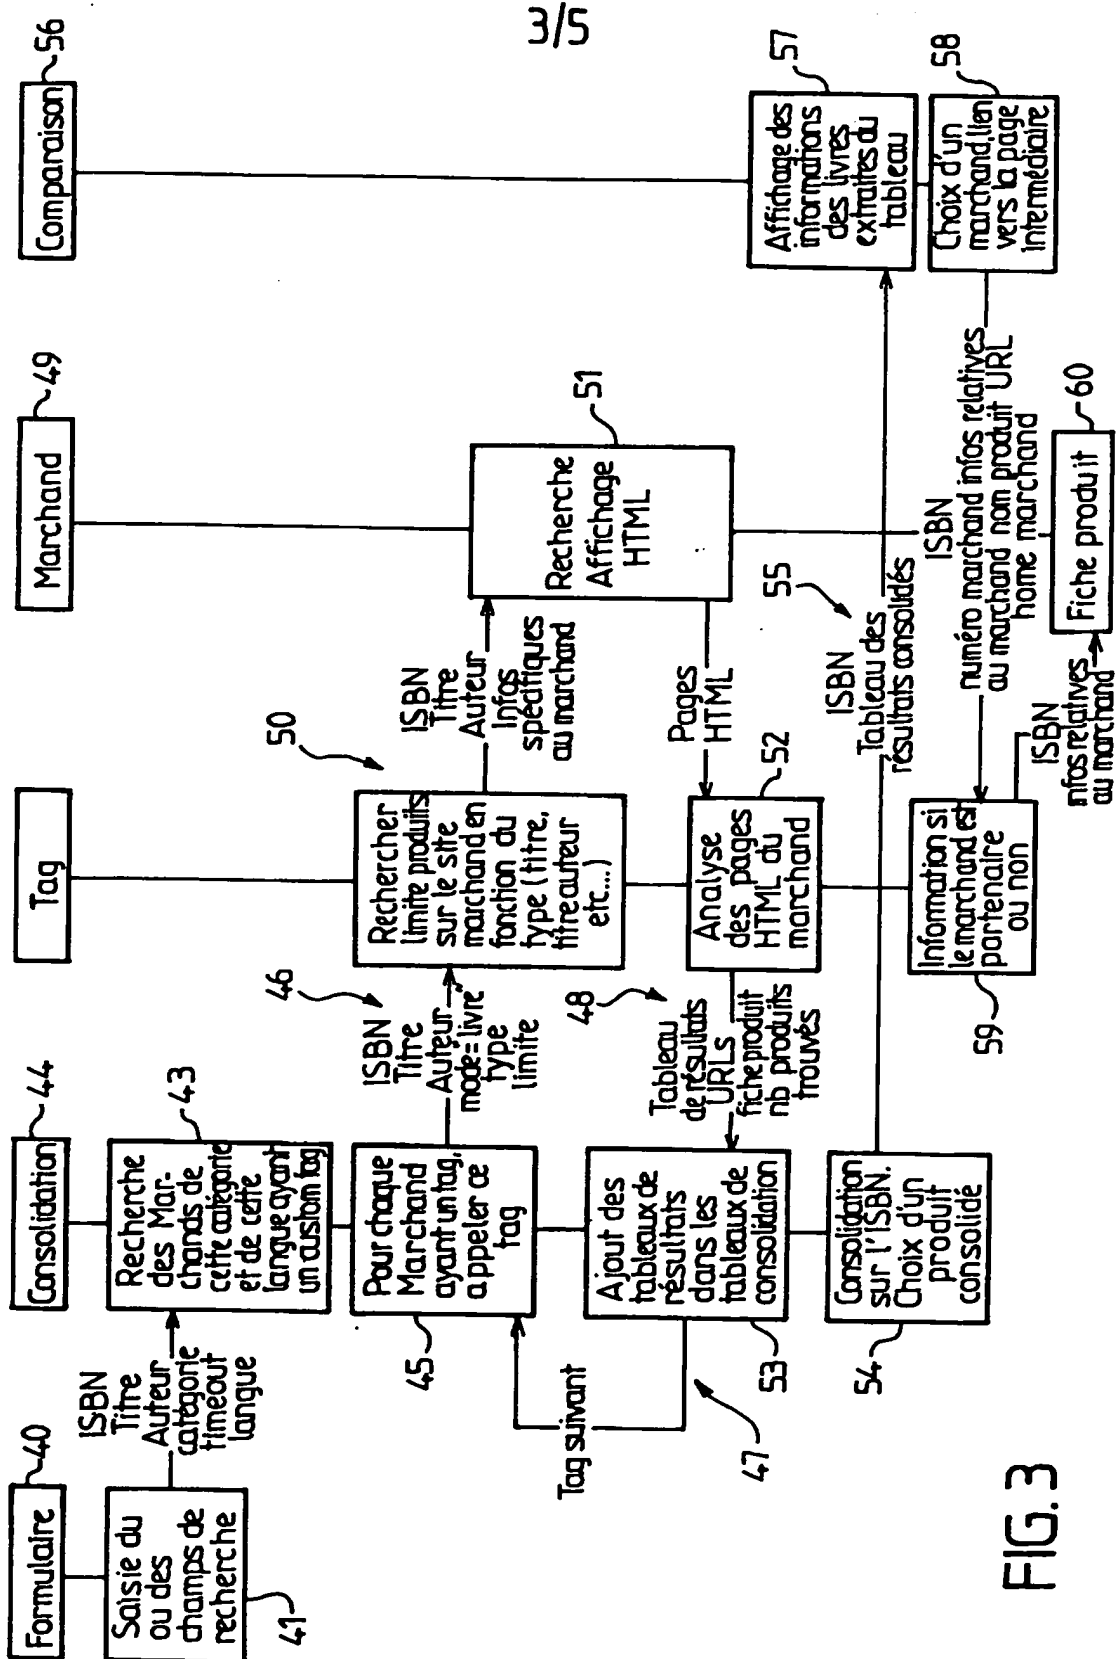 3/5
Formulaire
40
Saisie du
ou des
champs de
recherche
41
ISBN
Titre
Auteur
catégorie
timeout
langue
Consolidation
44
Recherche
des Mar-
chands de
cette catégorie
et de cette
langue ayant
un custom tag
43
Pour chaque
Marchand
ayant un tag,
appeler ce
tag
45
ISBN
Titre
Auteur
mode="livre"
type
limite
46
Tag
Rechercher
limite produits
sur le site
marchand en
fonction du
type (titre,
titreauteur
etc...)
50
ISBN
Titre
Auteur
Infos
spécifiques
au marchand
Marchand
49
Recherche
Affichage
HTML
51
Pages
HTML
Analyse
des pages
HTML du
marchand
52
48
Tableau
de résultats
URLs
fiche produit
nb produits
trouvés
Ajout des
tableaux de
résultats
dans les
tableaux de
consolidation
53
Tag suivant
47
Consolidation
sur l'ISBN.
Choix d'un
produit
consolidé
54
55
ISBN
Tableau des
résultats consolidés
Comparaison
56
Affichage des
informations
des livres
extraites du
tableau
57
Choix d'un
marchand, lien
vers la page
intermédiaire
58
ISBN
numéro marchand infos relatives
au marchand nom produit URL
home marchand
Information si
le marchand est
partenaire
ou non
59
ISBN
infos relatives
au marchand
Fiche produit
60
FIG.3